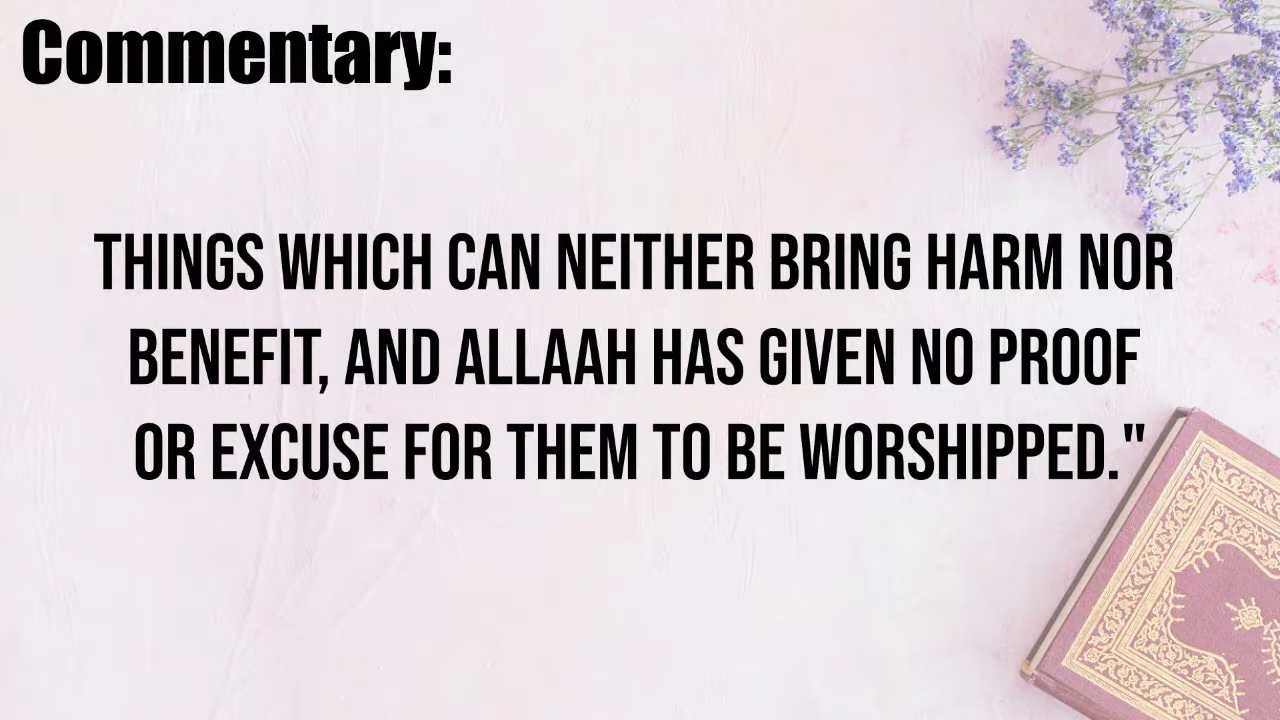 Commentary:
THINGS WHICH CAN NEITHER BRING HARM NOR
BENEFIT, AND ALLAAH HAS GIVEN NO PROOF
OR EXCUSE FOR THEM TO BE WORSHIPPED."